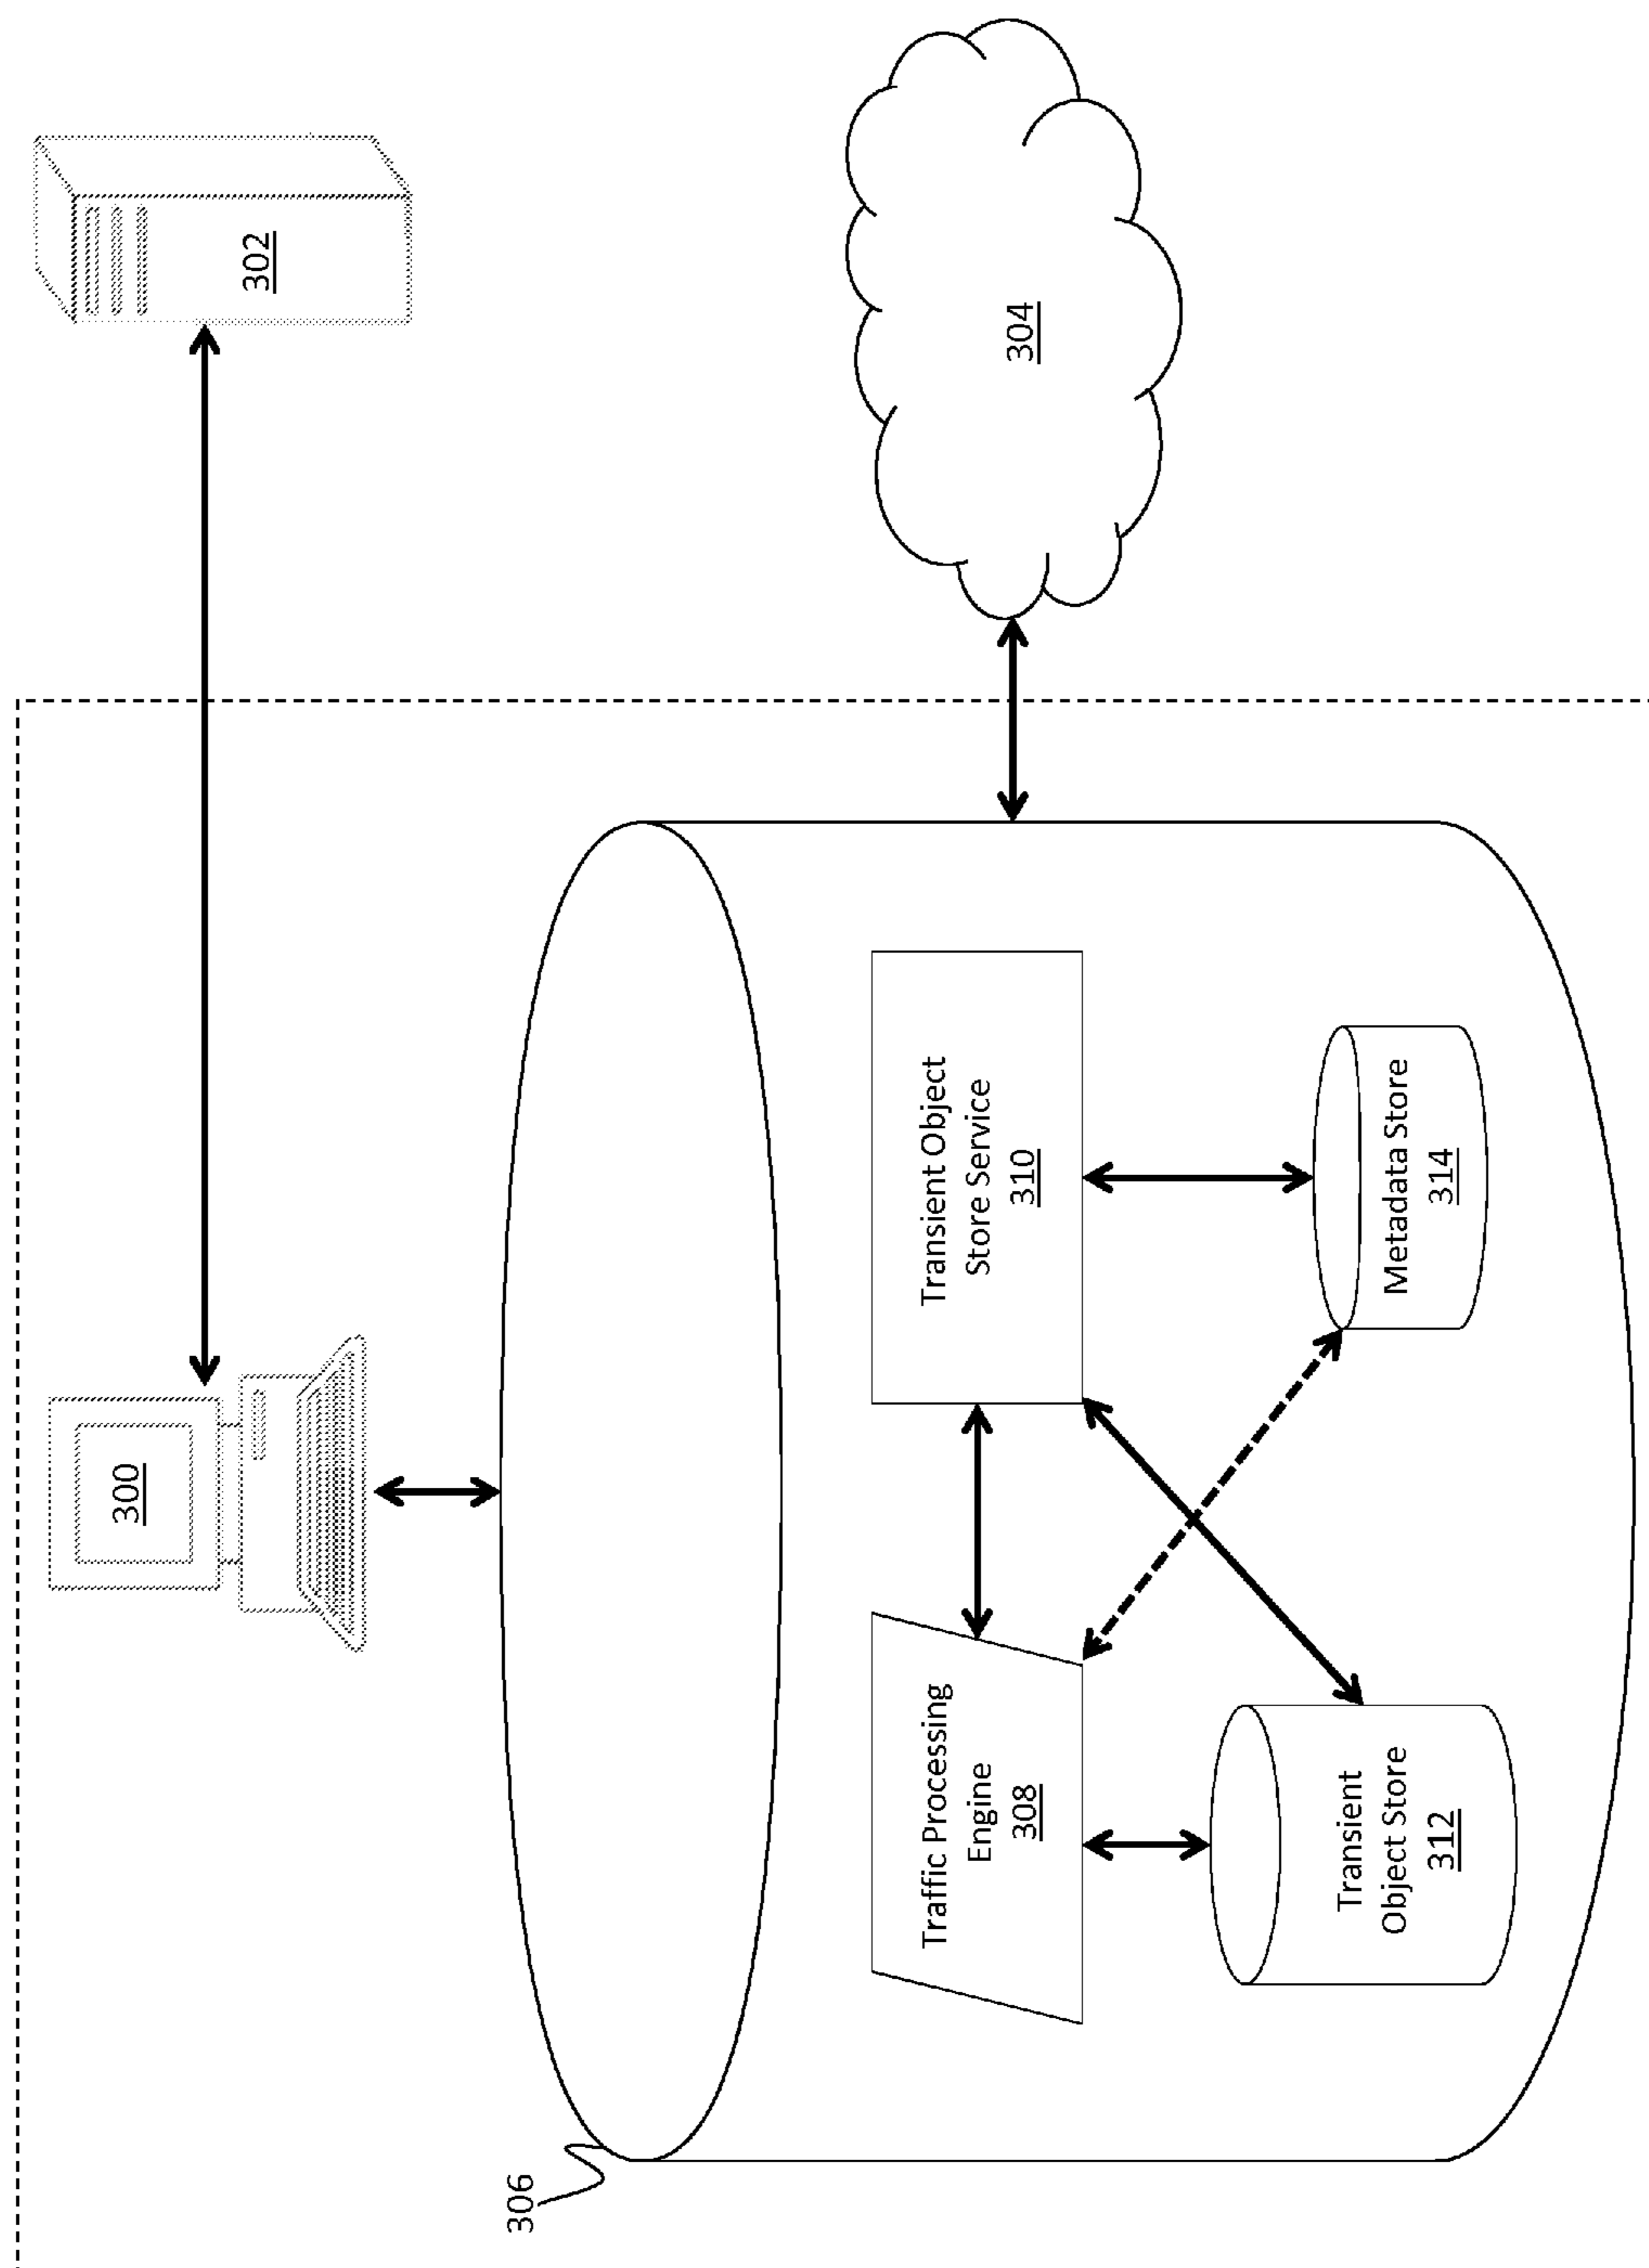 300
302
304
306
Traffic Processing
Engine
308
Transient Object
Store Service
310
Transient
Object Store
312
Metadata Store
314